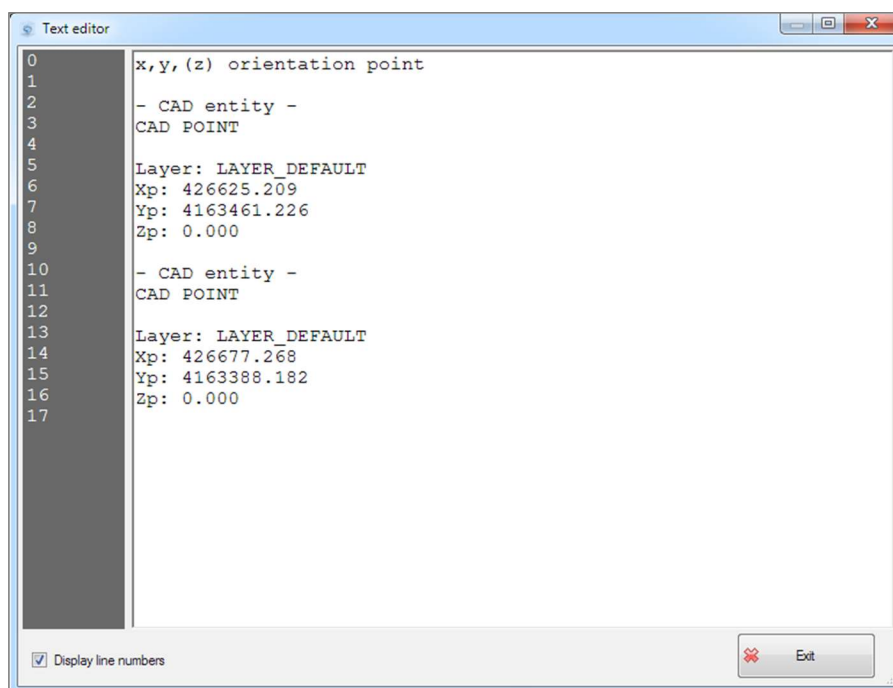 Text editor
0
1
2
3
4
5
6
7
8
9
10
11
12
13
14
15
16
17
x,y,(z) orientation point
- CAD entity -
CAD POINT
Layer: LAYER_DEFAULT
Xp: 426625.209
Yp: 4163461.226
Zp: 0.000
- CAD entity -
CAD POINT
Layer: LAYER_DEFAULT
Xp: 426677.268
Yp: 4163388.182
Zp: 0.000
Display line numbers
Exit